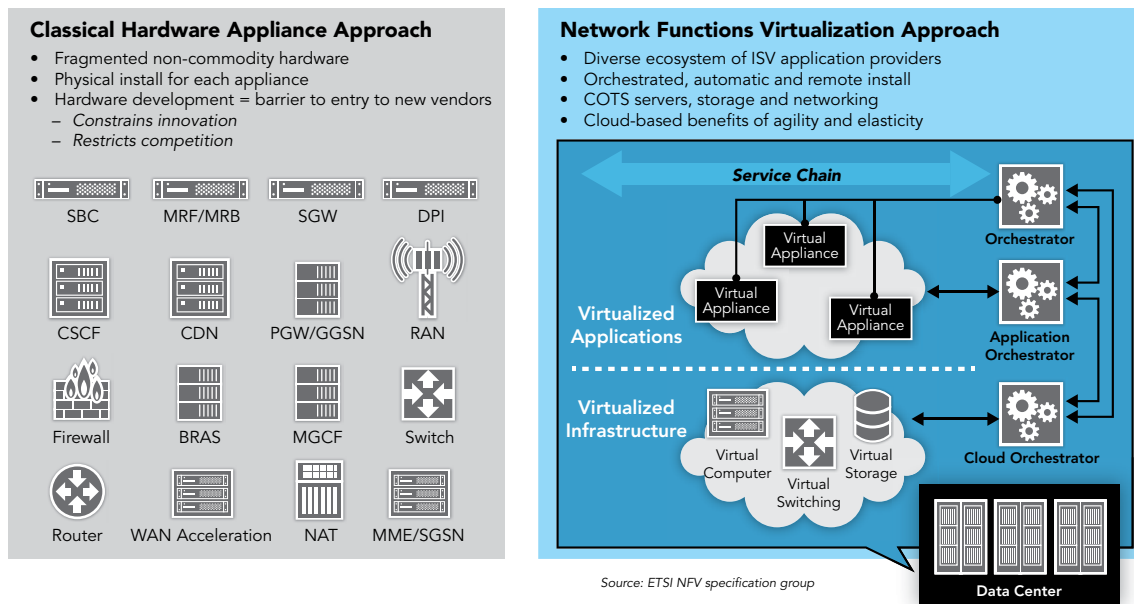 Classical Hardware Appliance Approach
• Fragmented non-commodity hardware
• Physical install for each appliance
• Hardware development = barrier to entry to new vendors
– Constrains innovation
– Restricts competition
SBC
MRF/MRB
SGW
DPI
CSCF
CDN
PGW/GGSN
RAN
Firewall
BRAS
MGCF
Switch
Router
WAN Acceleration
NAT
MME/SGSN
Network Functions Virtualization Approach
• Diverse ecosystem of ISV application providers
• Orchestrated, automatic and remote install
• COTS servers, storage and networking
• Cloud-based benefits of agility and elasticity
Service Chain
Orchestrator
Virtual
Appliance
Virtual
Appliance
Virtual
Appliance
Virtualized
Applications
Application
Orchestrator
Virtualized
Infrastructure
Virtual
Computer
Virtual
Switching
Virtual
Storage
Cloud Orchestrator
Data Center
Source: ETSI NFV specification group